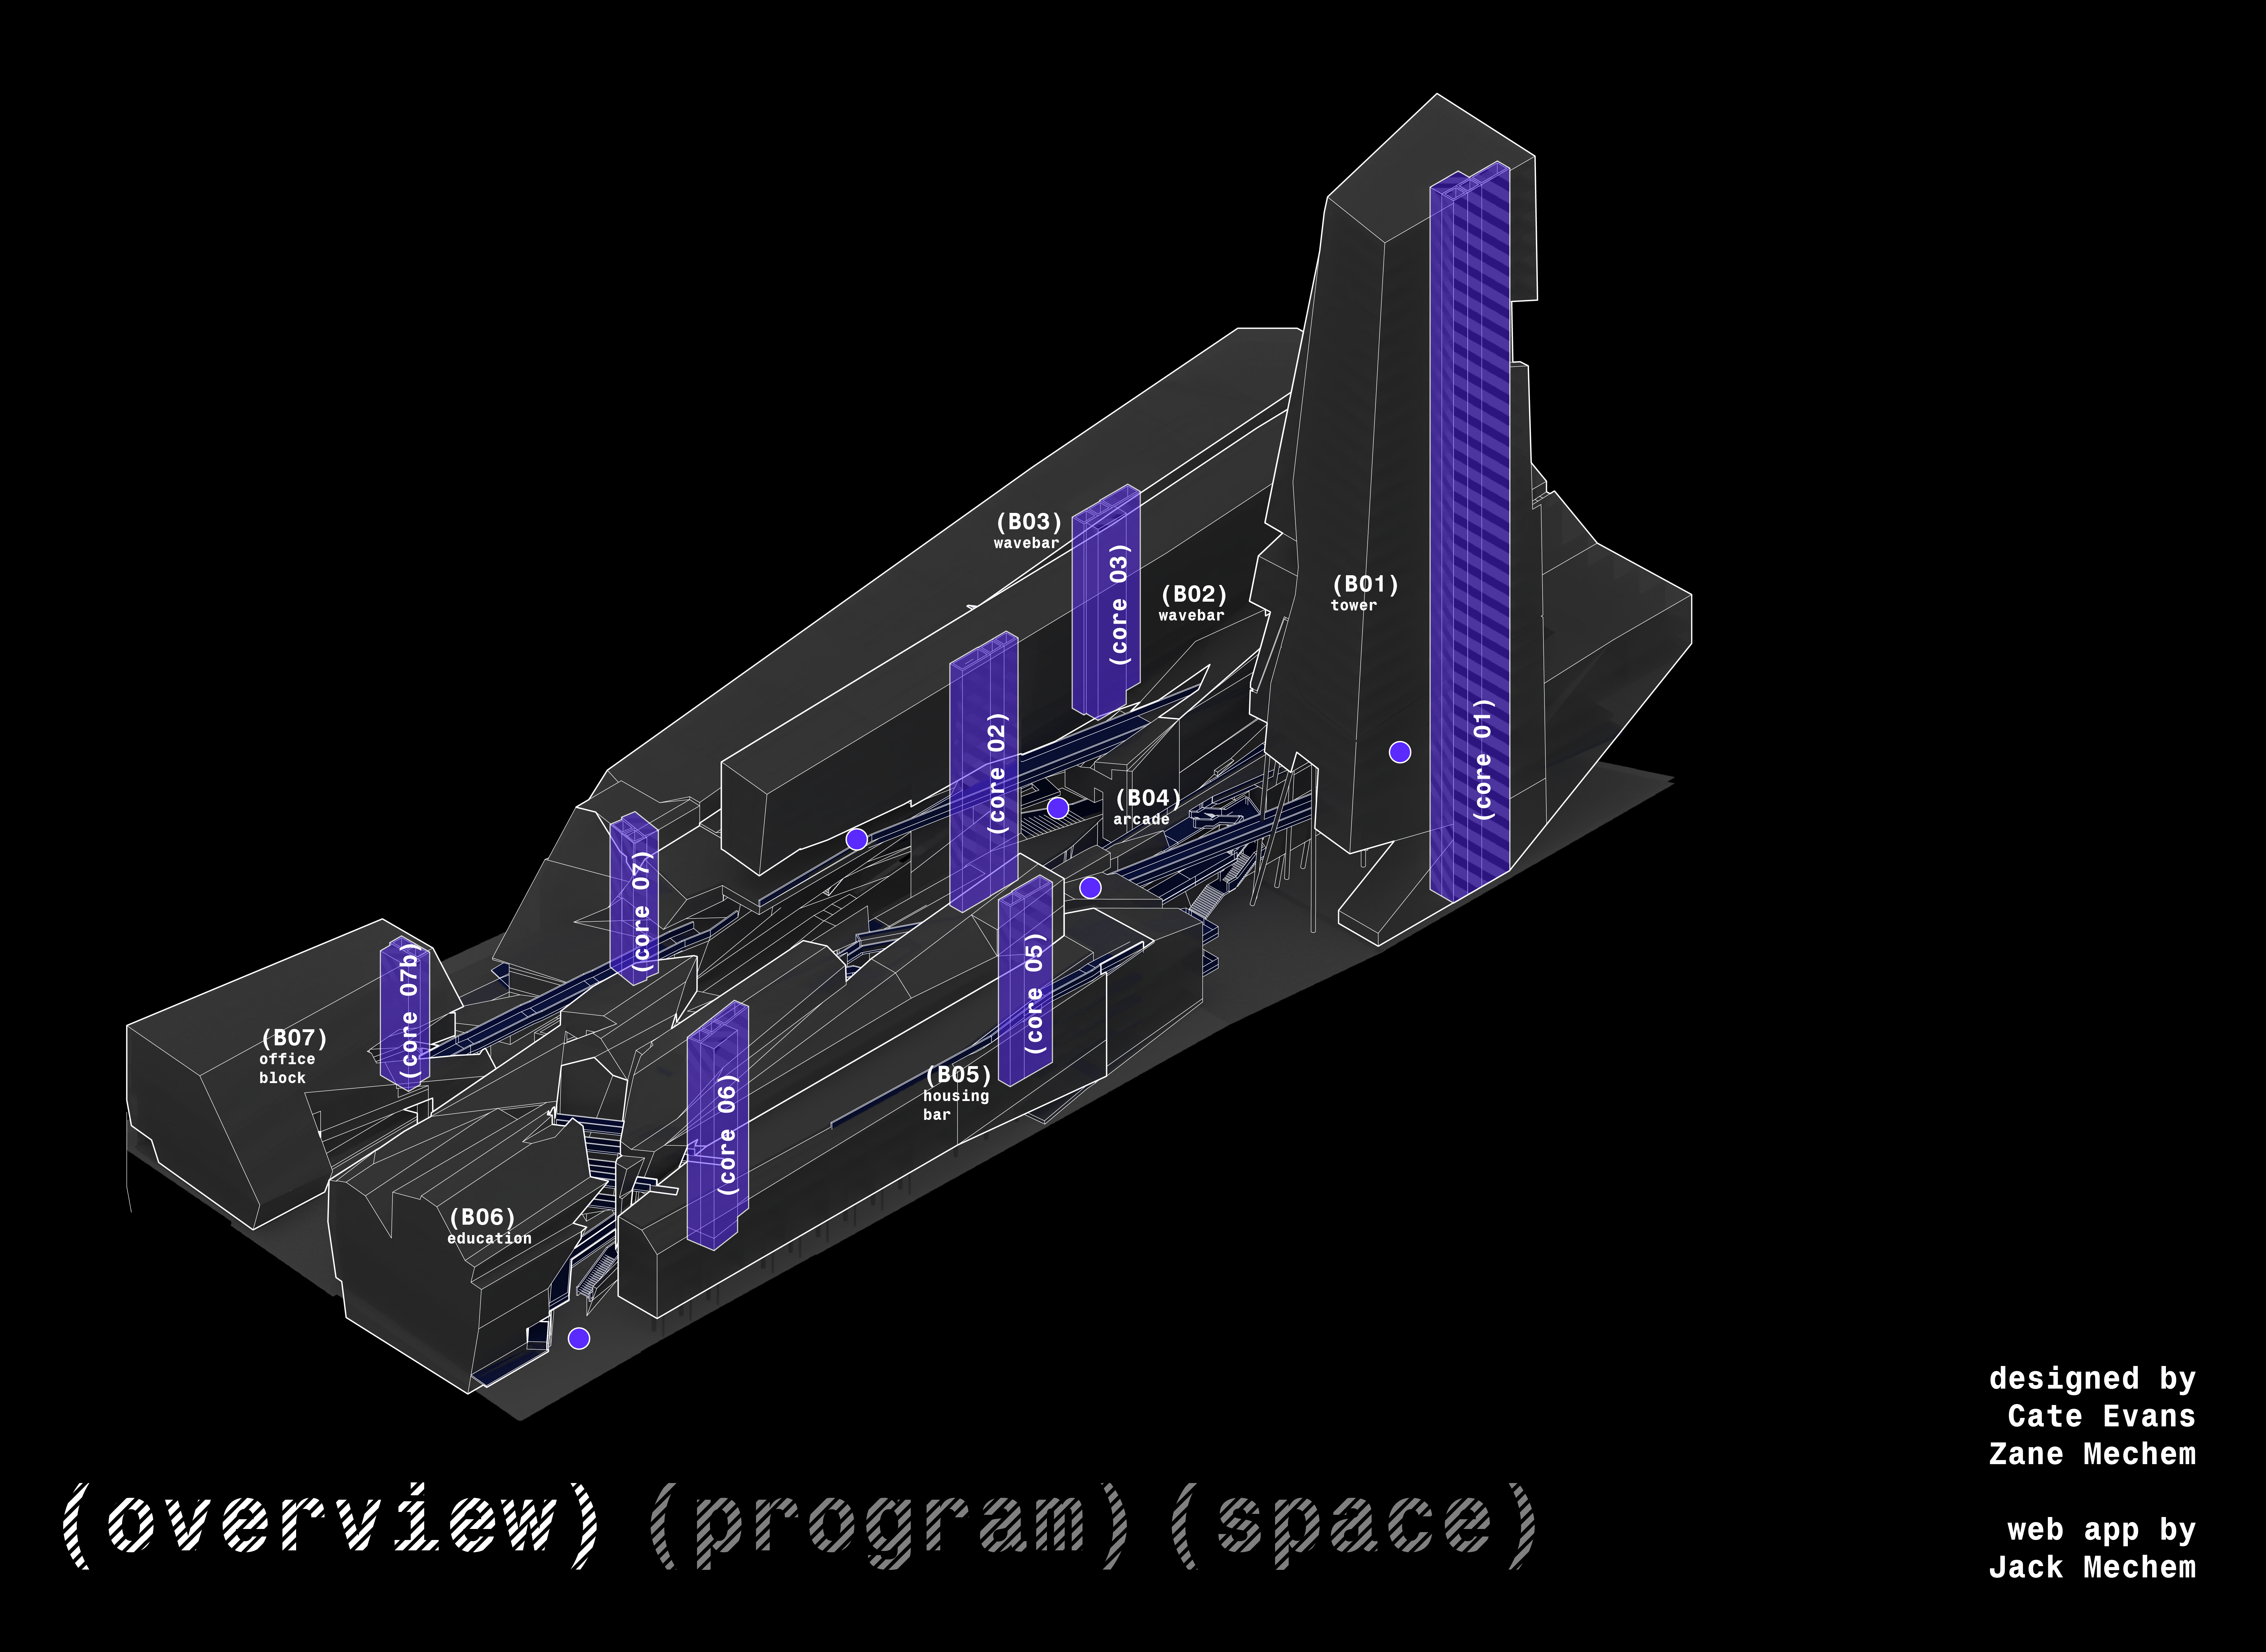 (B03)
wavebar
(core 03)
(B02)
wavebar
(B01)
tower
(core 01)
(core 02)
(B04)
arcade
(core 07)
(core 07b)
(core 05)
(B07)
office
block
(B05)
housing
bar
(core 06)
(B06)
education
designed by
Cate Evans
Zane Mechem
web app by
Jack Mechem
(overview) (program) (space)